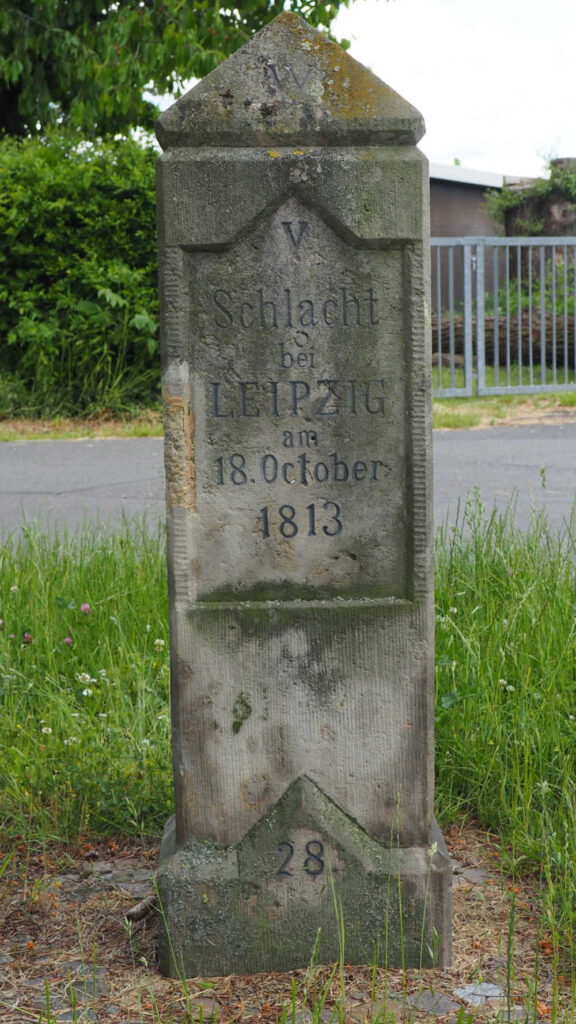 W
V
Schlacht
bei
LEIPZIG
am
18. October
1813
28